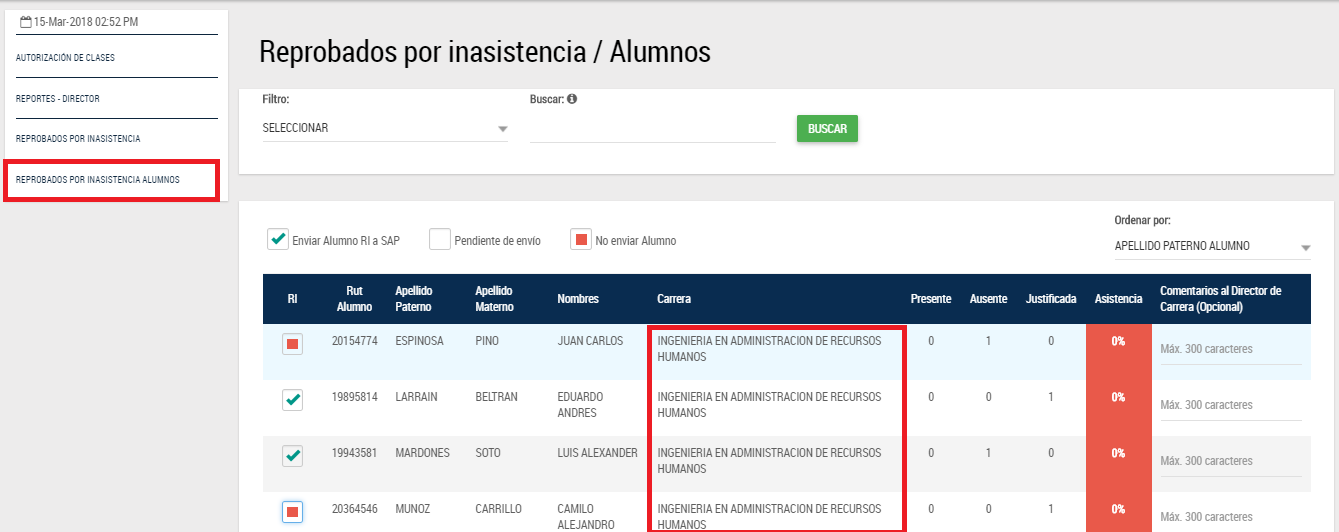 15-Mar-2018 02:52 PM
AUTORIZACIÓN DE CLASES
REPORTES - DIRECTOR
REPROBADOS POR INASISTENCIA
REPROBADOS POR INASISTENCIA ALUMNOS
Reprobados por inasistencia / Alumnos
Filtro: Buscar:
SELECCIONAR BUSCAR
Ordenar por:
Enviar Alumno RI a SAP Pendiente de envío No enviar Alumno APELLIDO PATERNO ALUMNO
RI Rut Alumno Apellido Paterno Apellido Materno Nombres Carrera Presente Ausente Justificada Asistencia Comentarios al Director de Carrera (Opcional)
20154774 ESPINOSA PINO JUAN CARLOS INGENIERIA EN ADMINISTRACION DE RECURSOS HUMANOS 0 1 0 0% Máx. 300 caracteres
19895814 LARRAIN BELTRAN EDUARDO ANDRES INGENIERIA EN ADMINISTRACION DE RECURSOS HUMANOS 0 0 1 0% Máx. 300 caracteres
19943581 MARDONES SOTO LUIS ALEXANDER INGENIERIA EN ADMINISTRACION DE RECURSOS HUMANOS 0 1 0 0% Máx. 300 caracteres
20364546 MUNOZ CARRILLO CAMILO ALEJANDRO INGENIERIA EN ADMINISTRACION DE RECURSOS HUMANOS 0 0 1 0% Máx. 300 caracteres